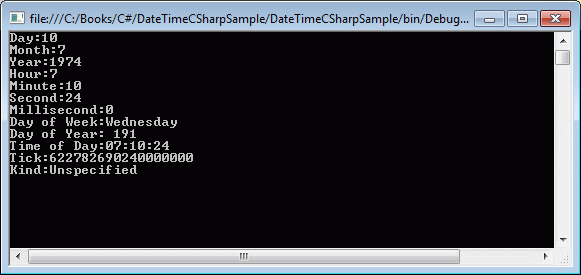 file:///C:/Books/C#/DateTimeCSharpSample/DateTimeCSharpSample/bin/Debug...
Day:10
Month:7
Year:1974
Hour:7
Minute:10
Second:24
Millisecond:0
Day of Week:Wednesday
Day of Year: 191
Time of Day:07:10:24
Tick:622782690240000000
Kind:Unspecified